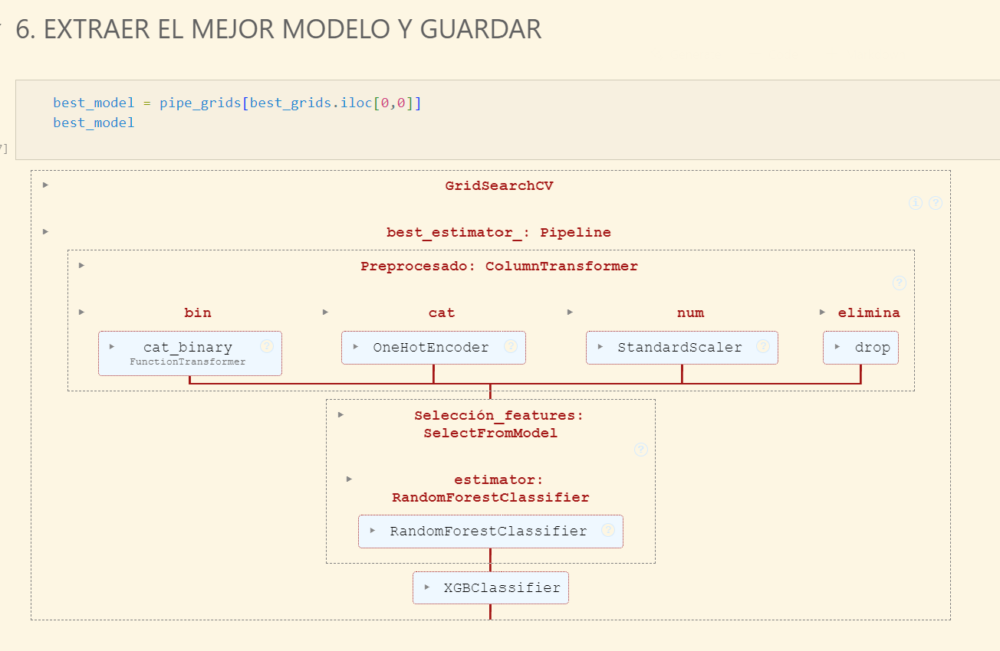 6. EXTRAER EL MEJOR MODELO Y GUARDAR
best_model = pipe_grids[best_grids.iloc[0,0]]
best_model
7]
GridSearchCV
i ?
best_estimator_: Pipeline
Preprocesado: ColumnTransformer
?
bin cat num elimina
cat_binary ? OneHotEncoder ? StandardScaler ? drop
FunctionTransformer
Selección_features:
SelectFromModel
?
estimator:
RandomForestClassifier
RandomForestClassifier ?
XGBClassifier